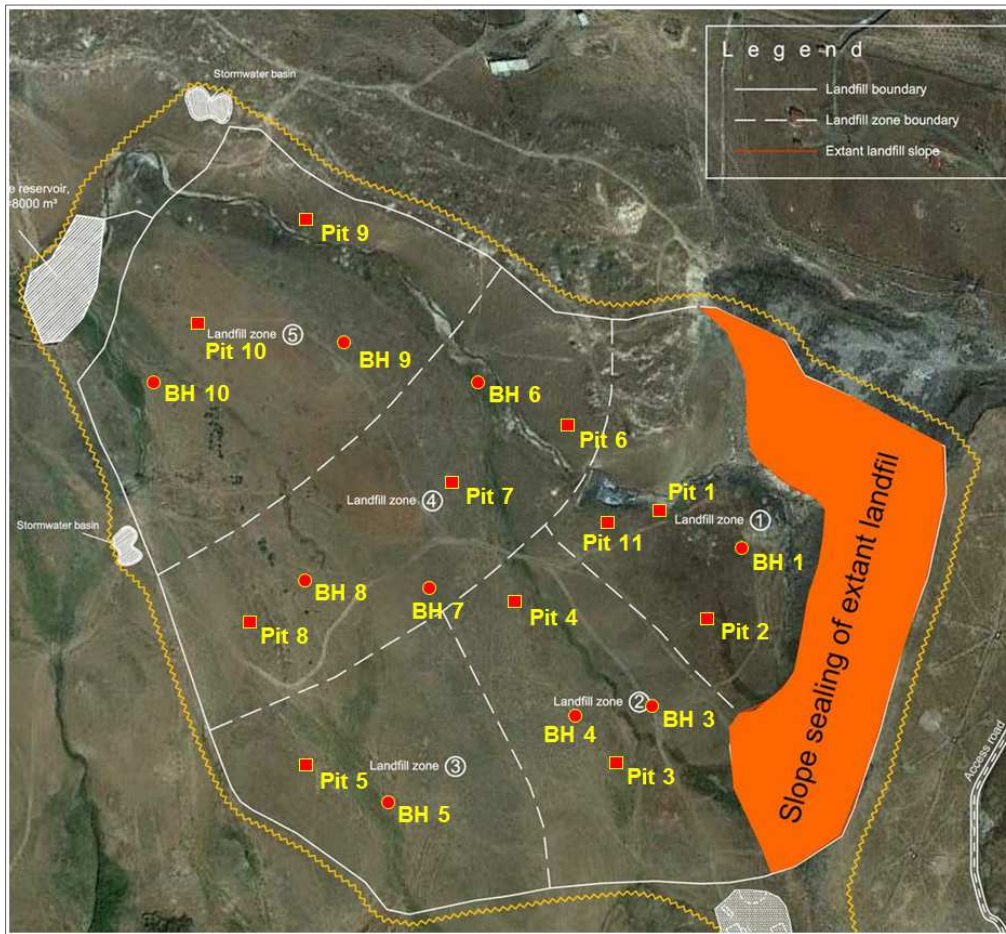 Stormwater basin
L e g e n d
Landfill boundary
Landfill zone boundary
Extant landfill slope
e reservoir,
≈8000 m³
Pit 9
Landfill zone ⑤
Pit 10
BH 9
BH 10
BH 6
Pit 6
Pit 7
Landfill zone ④
Pit 1
Landfill zone ①
Pit 11
BH 1
Stormwater basin
BH 8
BH 7
Pit 8
Pit 4
Pit 2
Landfill zone ②
BH 3
BH 4
Landfill zone ③
Pit 5
Pit 3
BH 5
Slope sealing of extant landfil
Access road